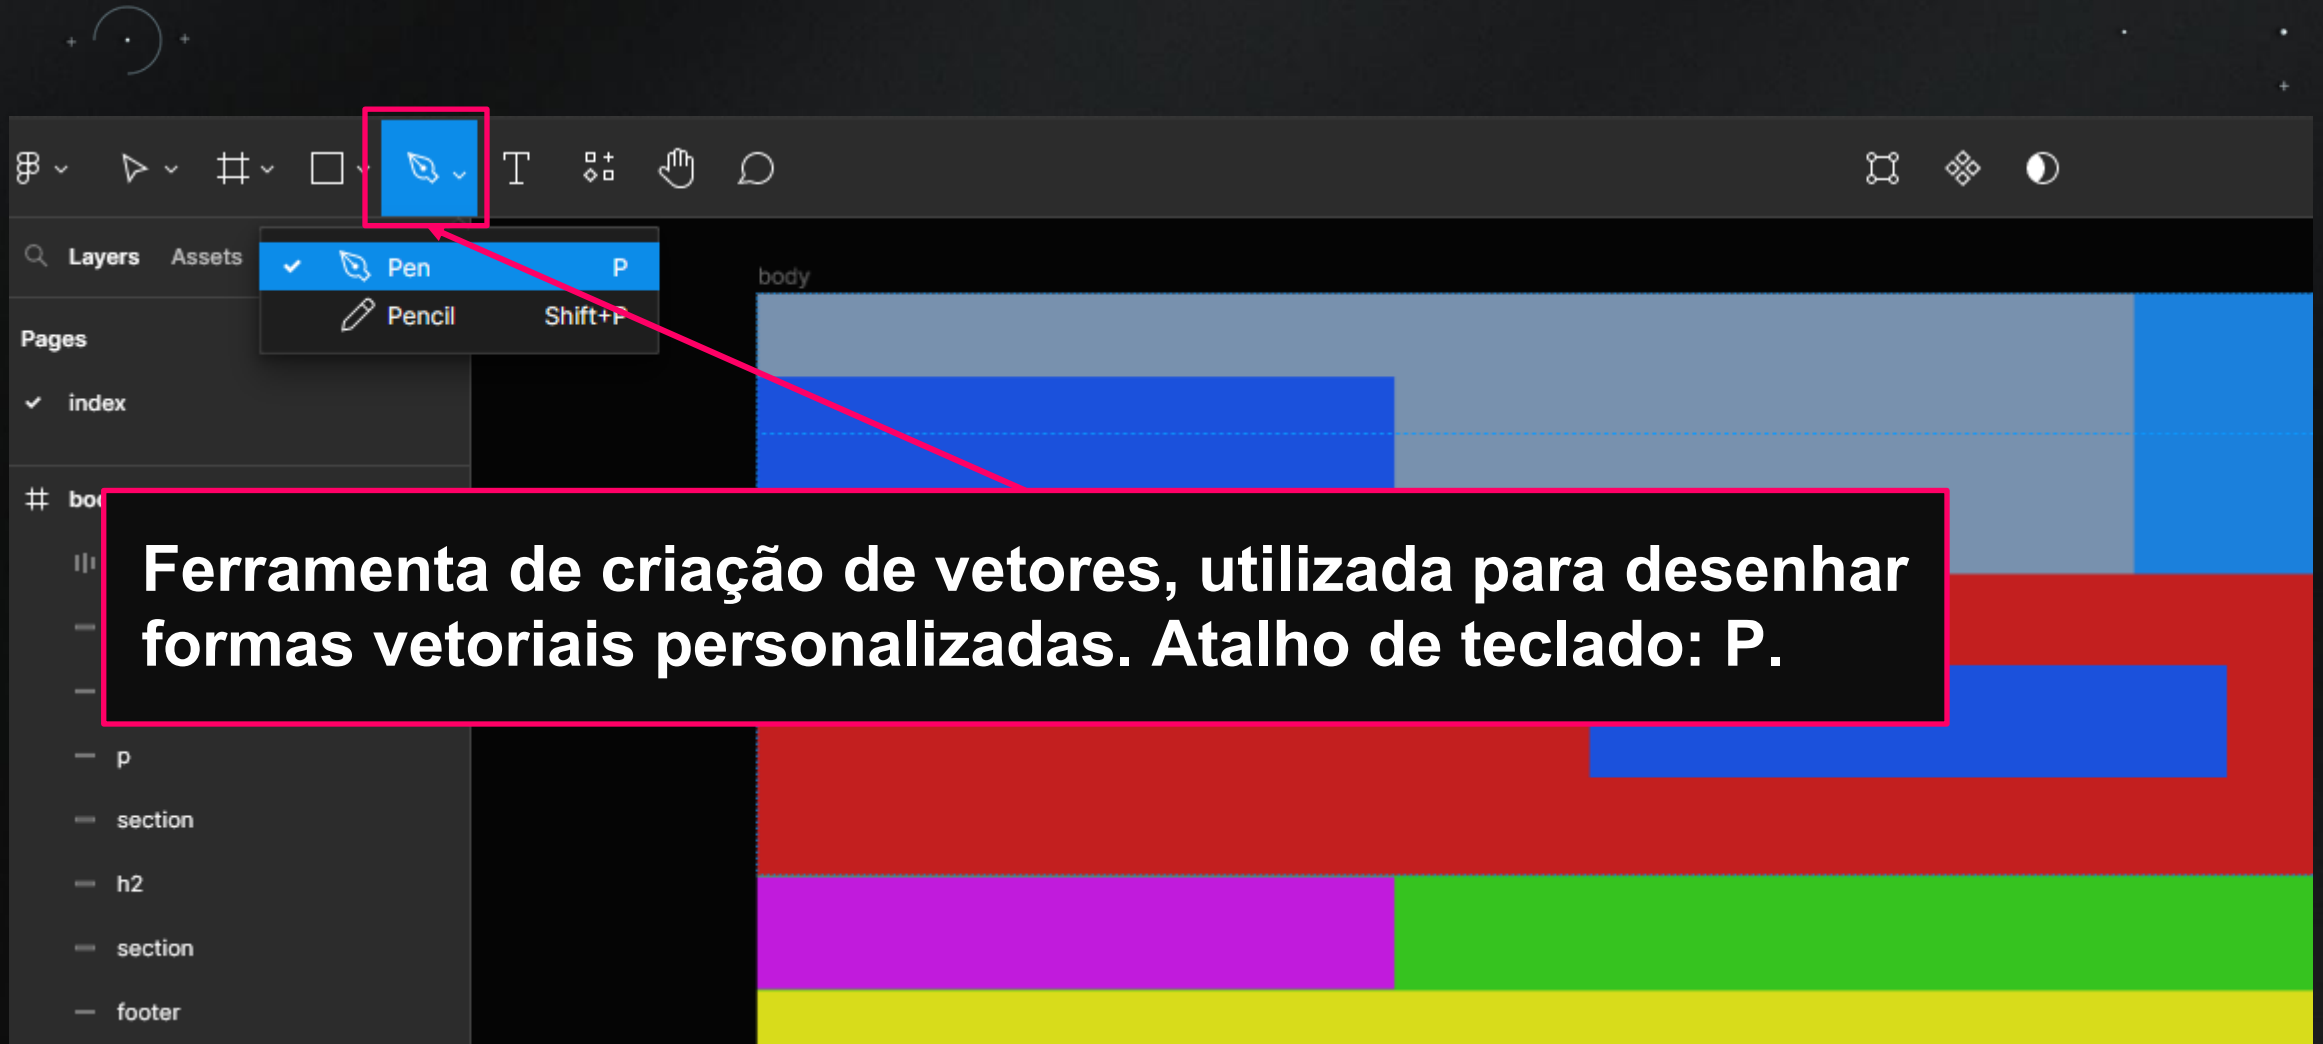 Layers Assets
Pen P
Pencil Shift+P
Pages
index
body
Ferramenta de criação de vetores, utilizada para desenhar
formas vetoriais personalizadas. Atalho de teclado: P.
p
section
h2
section
footer